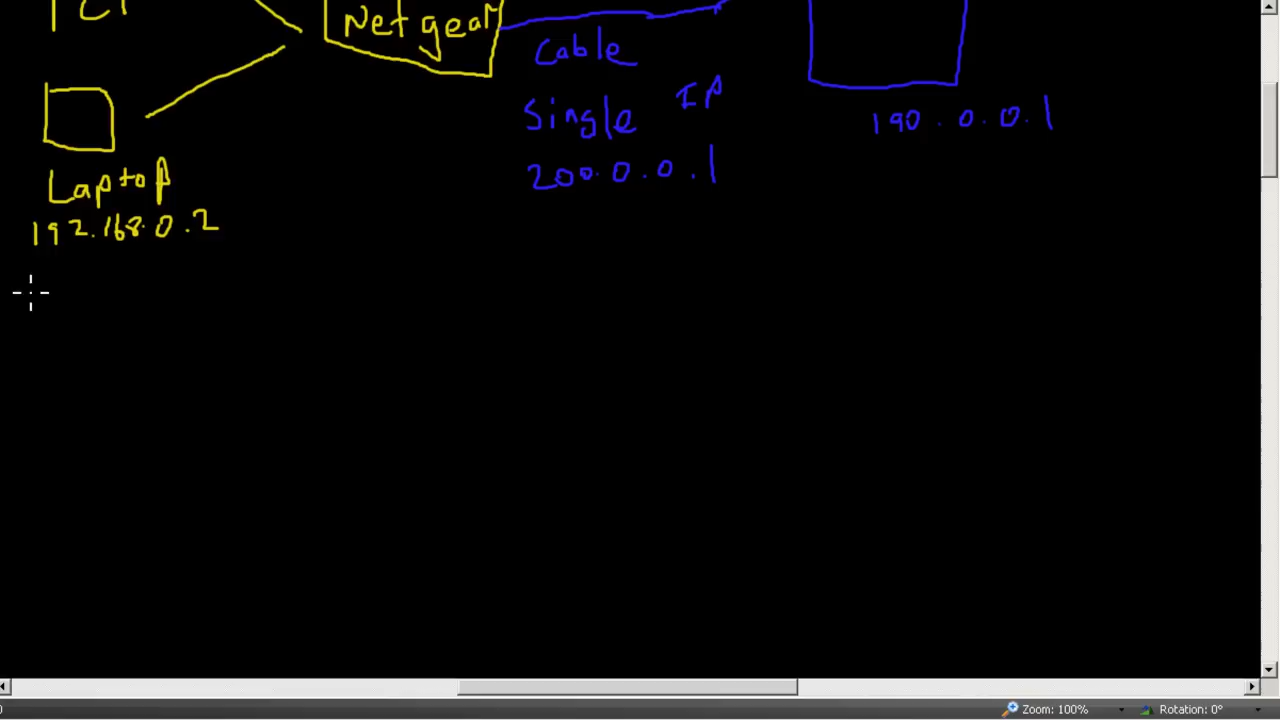 Netgear
Cable
Single IP
200.0.0.1
190.0.0.1
Laptop
192.168.0.2
Zoom: 100%
Rotation: 0°